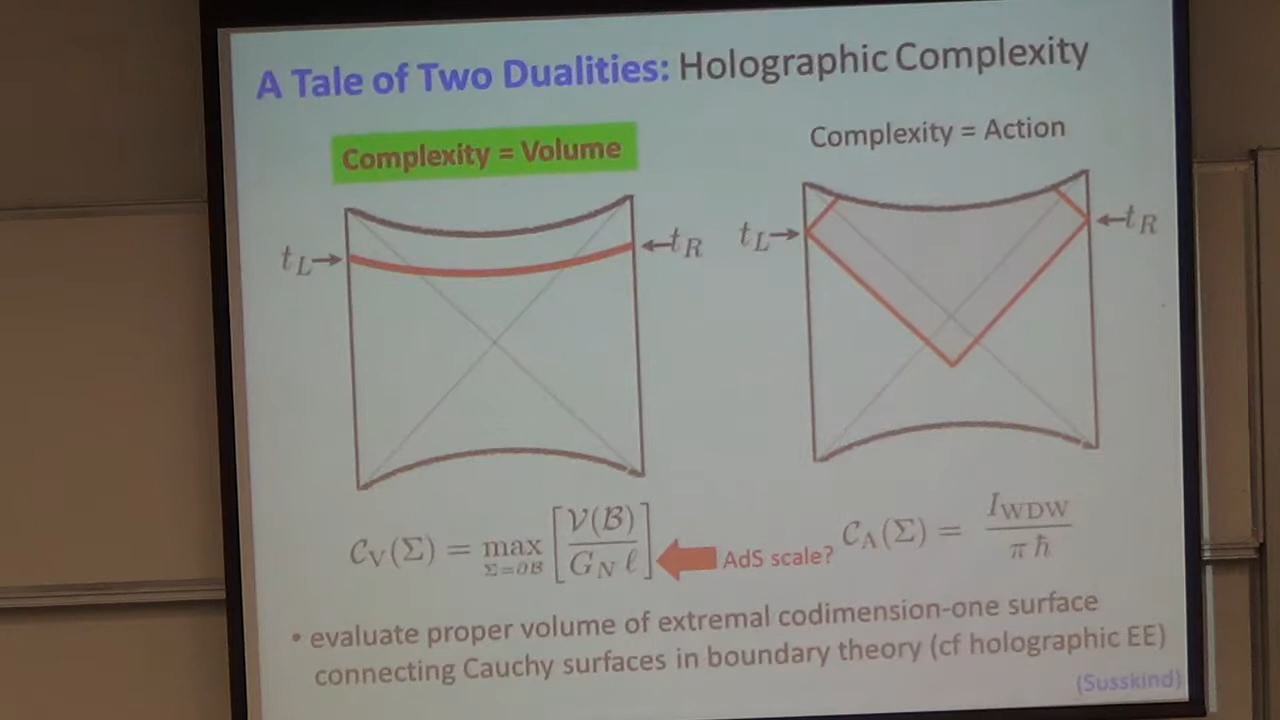 A Tale of Two Dualities: Holographic Complexity
Complexity = Volume
Complexity = Action
t_L→
←t_R
t_L→
←t_R
𝒞_V(Σ) = max_{Σ=∂ℬ} [𝒱(ℬ) / G_N ℓ]
AdS scale?
𝒞_A(Σ) = I_WDW / π ħ
• evaluate proper volume of extremal codimension-one surface
connecting Cauchy surfaces in boundary theory (cf holographic EE)
(Susskind)